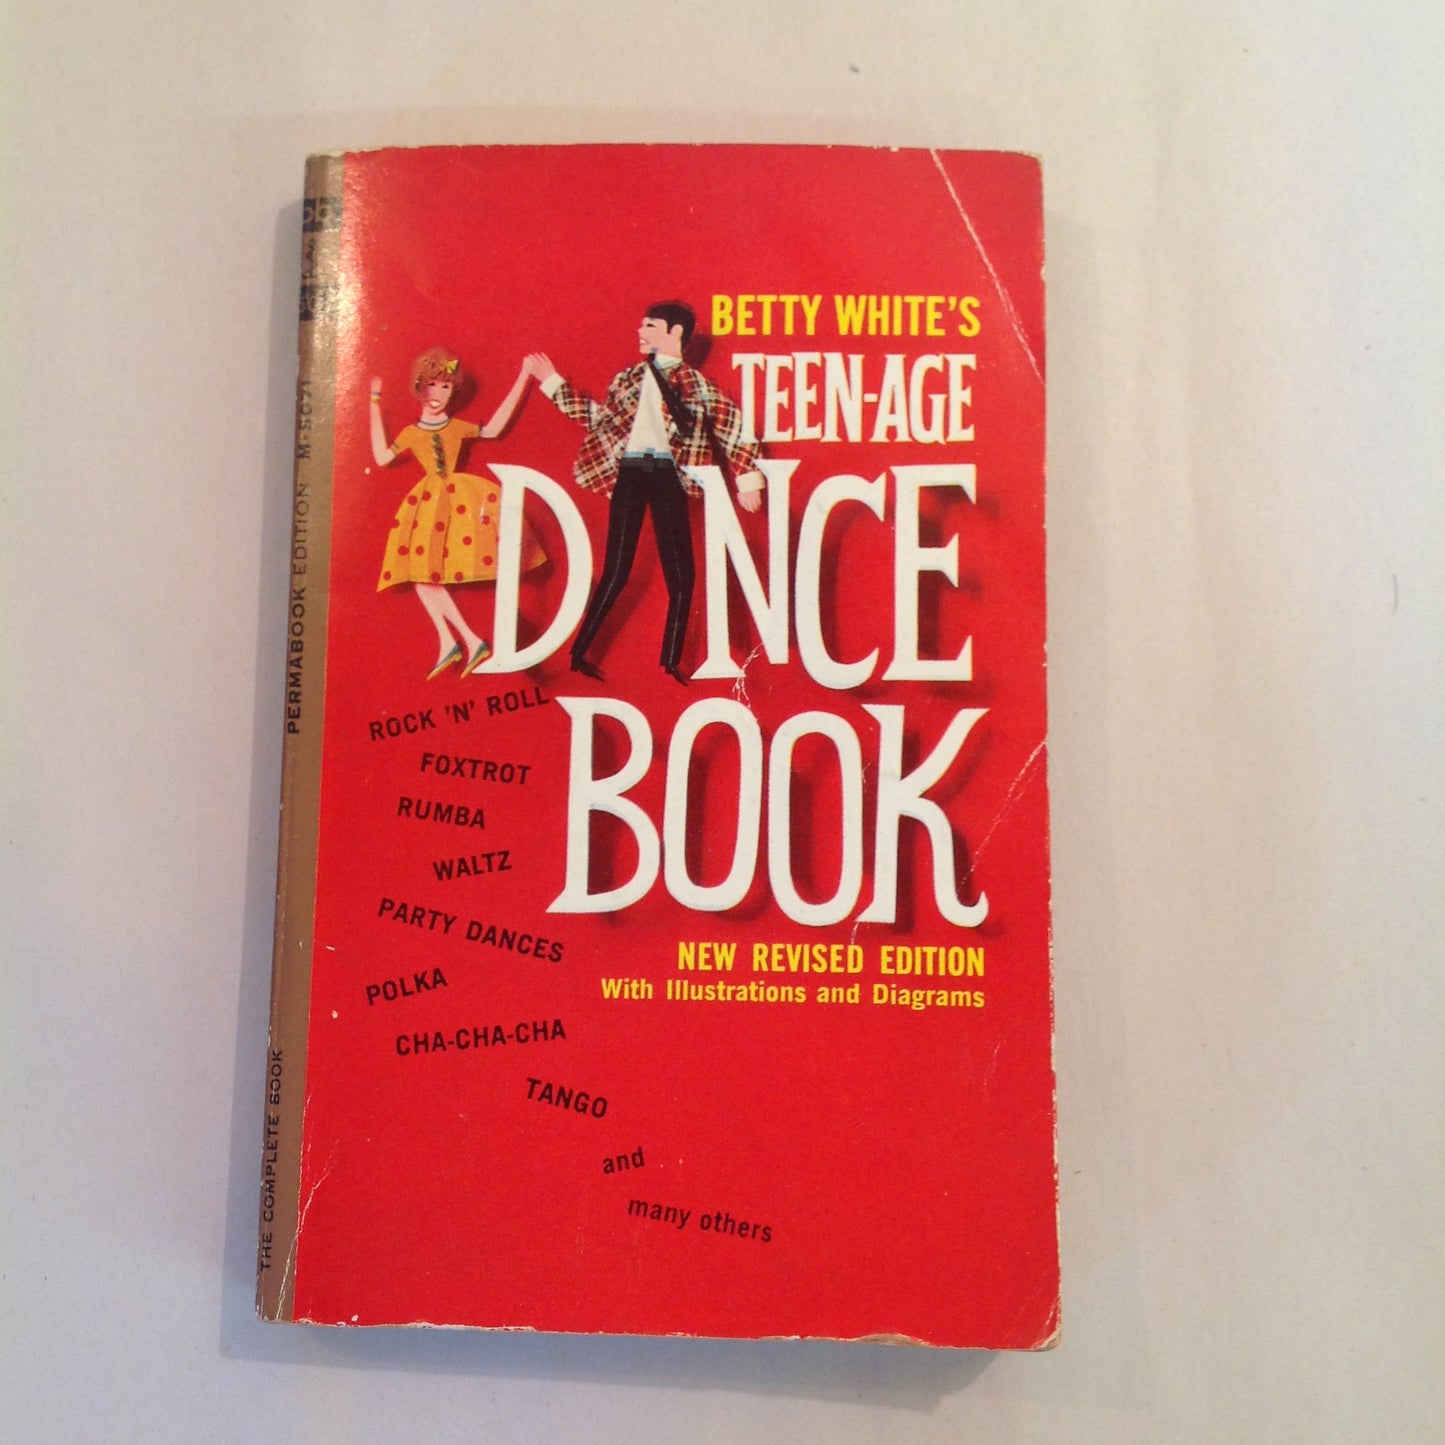 BETTY WHITE'S
TEEN-AGE
DANCE
BOOK
NEW REVISED EDITION
With Illustrations and Diagrams
ROCK 'N' ROLL
FOXTROT
RUMBA
WALTZ
PARTY DANCES
POLKA
CHA-CHA-CHA
TANGO
and
many others
M·5071
PERMABOOK EDITION
THE COMPLETE BOOK